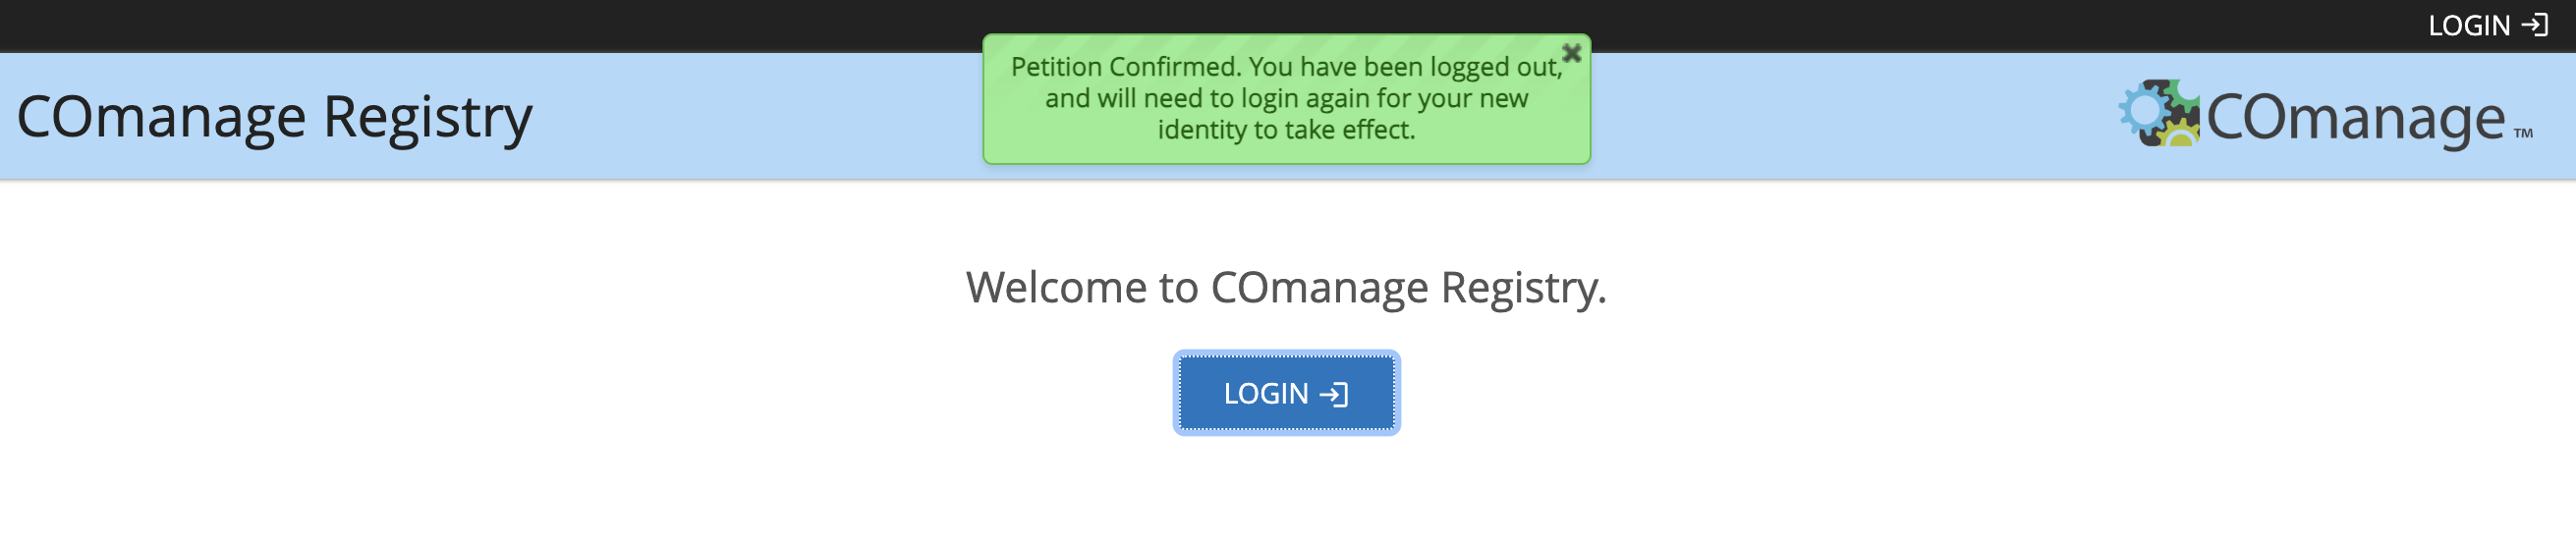 LOGIN
Petition Confirmed. You have been logged out,
and will need to login again for your new
identity to take effect.
COmanage Registry
COmanage™
Welcome to COmanage Registry.
LOGIN